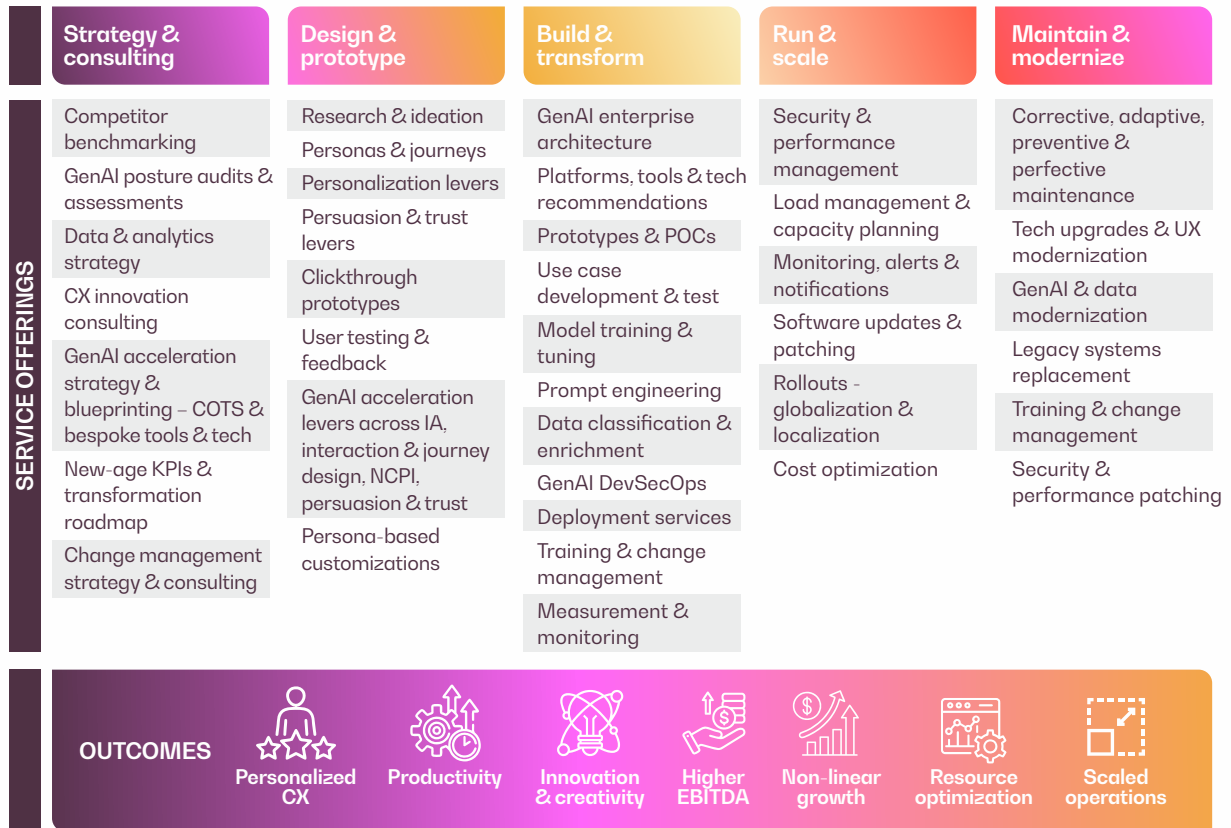 Strategy &
consulting
Design &
prototype
Build &
transform
Run &
scale
Maintain &
modernize
SERVICE OFFERINGS
Competitor
benchmarking
GenAI posture audits &
assessments
Data & analytics
strategy
CX innovation
consulting
GenAI acceleration
strategy &
blueprinting – COTS &
bespoke tools & tech
New-age KPIs &
transformation
roadmap
Change management
strategy & consulting
Research & ideation
Personas & journeys
Personalization levers
Persuasion & trust
levers
Clickthrough
prototypes
User testing &
feedback
GenAI acceleration
levers across IA,
interaction & journey
design, NCPI,
persuasion & trust
Persona-based
customizations
GenAI enterprise
architecture
Platforms, tools & tech
recommendations
Prototypes & POCs
Use case
development & test
Model training &
tuning
Prompt engineering
Data classification &
enrichment
GenAI DevSecOps
Deployment services
Training & change
management
Measurement &
monitoring
Security &
performance
management
Load management &
capacity planning
Monitoring, alerts &
notifications
Software updates &
patching
Rollouts -
globalization &
localization
Cost optimization
Corrective, adaptive,
preventive &
perfective
maintenance
Tech upgrades & UX
modernization
GenAI & data
modernization
Legacy systems
replacement
Training & change
management
Security &
performance patching
OUTCOMES
Personalized
CX
Productivity
Innovation
& creativity
$
Higher
EBITDA
$
Non-linear
growth
Resource
optimization
Scaled
operations